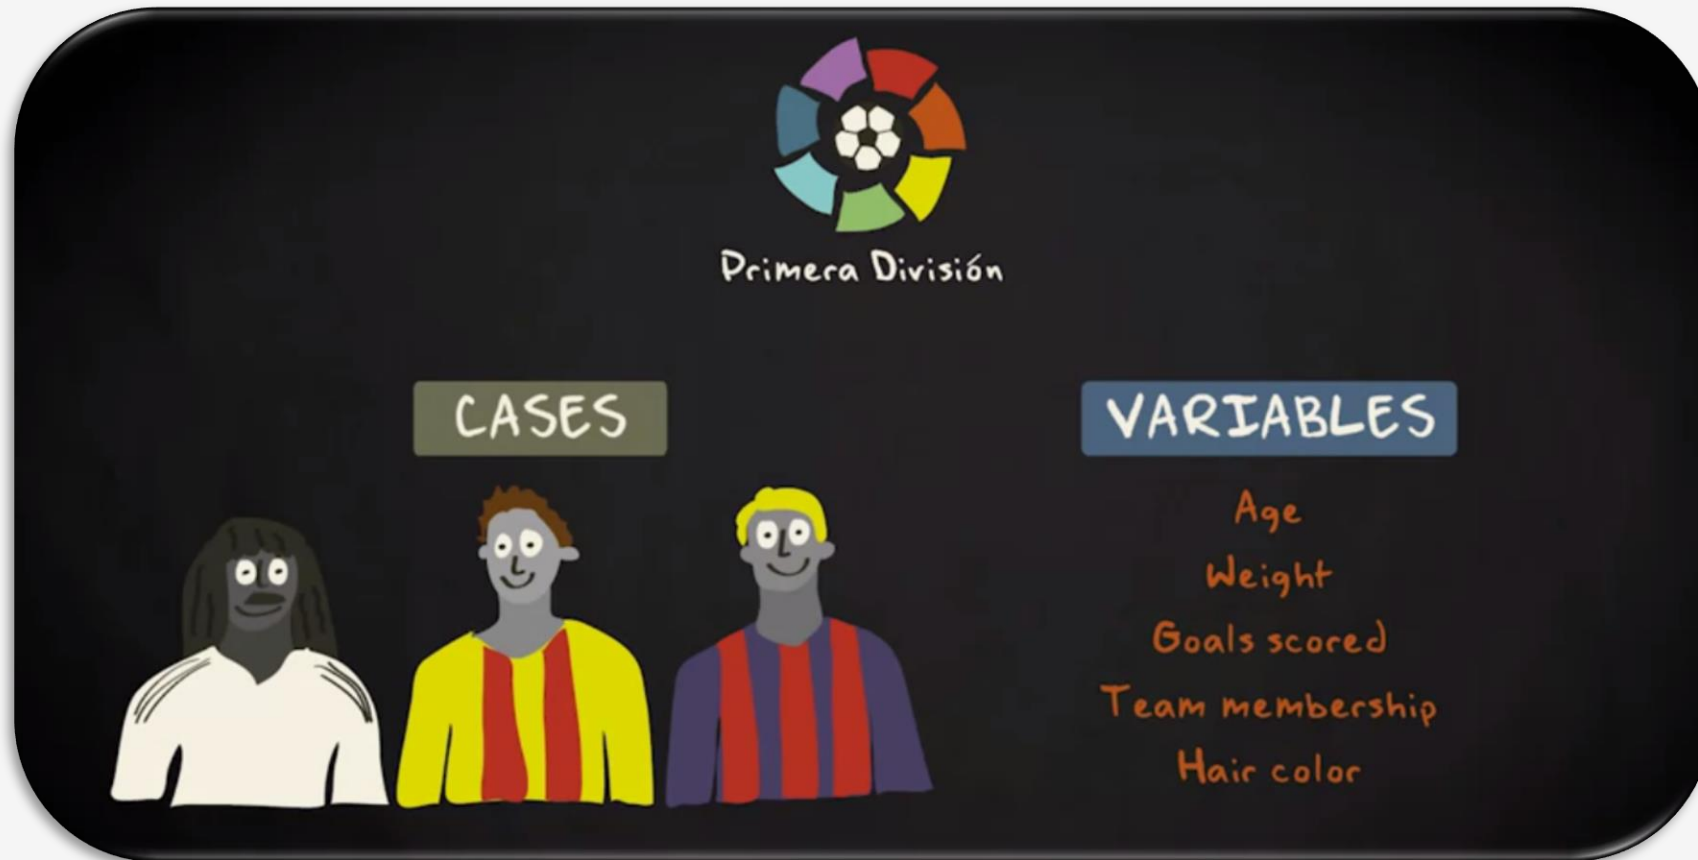 Primera División
CASES
VARIABLES
Age
Weight
Goals scored
Team membership
Hair color